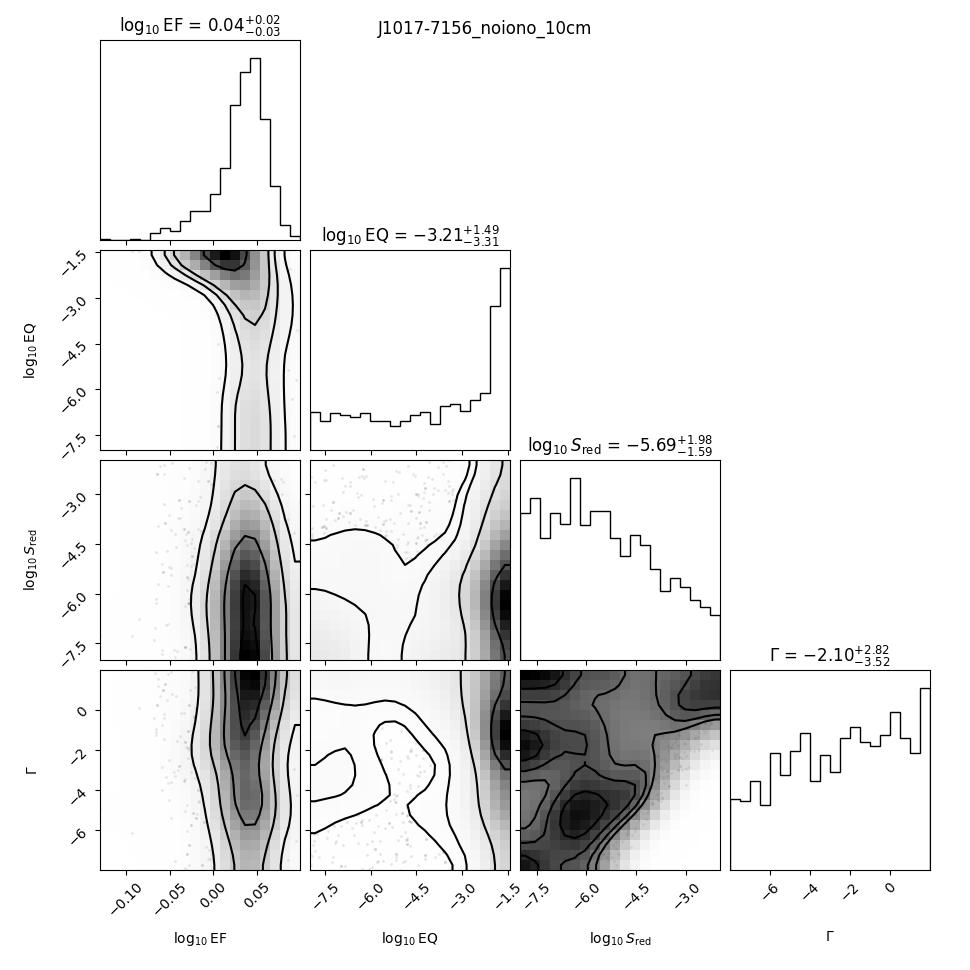 J1017-7156_noiono_10cm
log₁₀ EF = 0.04⁺⁰·⁰²₋₀.₀₃
log₁₀ EQ = −3.21⁺¹·⁴⁹₋₃.₃₁
log₁₀ S_red = −5.69⁺¹·⁹⁸₋₁.₅₉
Γ = −2.10⁺²·⁸²₋₃.₅₂
log₁₀ EQ
−1.5
−3.0
−4.5
−6.0
−7.5
log₁₀ S_red
−3.0
−4.5
−6.0
−7.5
Γ
0
−2
−4
−6
−0.10 −0.05 0.00 0.05
−7.5 −6.0 −4.5 −3.0 −1.5
−7.5 −6.0 −4.5 −3.0
−6 −4 −2 0
log₁₀ EF log₁₀ EQ log₁₀ S_red Γ